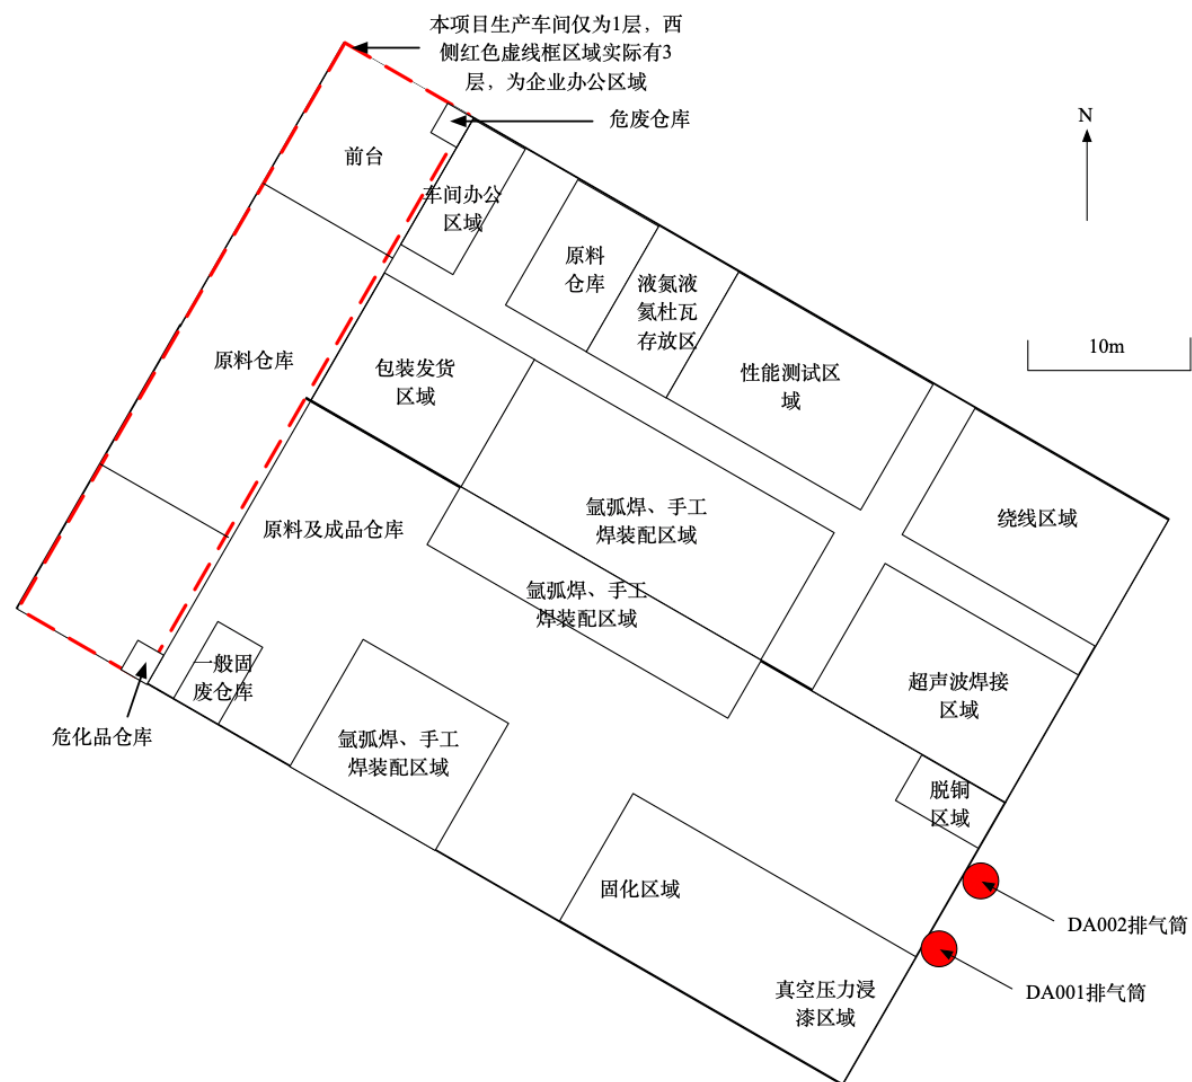 本项目生产车间仅为1层，西
侧红色虚线框区域实际有3
层，为企业办公区域
危废仓库
N
前台
车间办公
区域
原料
仓库
液氮液
氦杜瓦
存放区
10m
原料仓库
包装发货
区域
性能测试区
域
氩弧焊、手工
焊装配区域
绕线区域
原料及成品仓库
氩弧焊、手工
焊装配区域
一般固
废仓库
超声波焊接
区域
危化品仓库
氩弧焊、手工
焊装配区域
脱铜
区域
固化区域
DA002排气筒
真空压力浸
漆区域
DA001排气筒